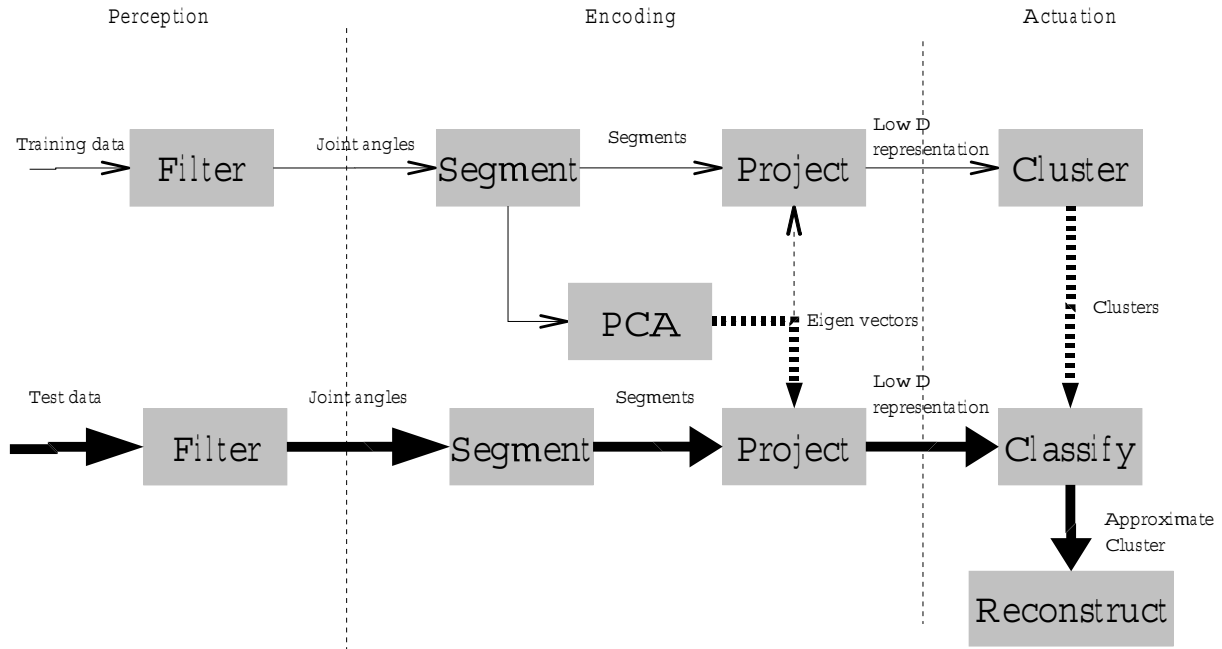 Perception
Encoding
Actuation
Training data
Filter
Joint angles
Segment
Segments
Project
Low D
representation
Cluster
PCA
Eigen vectors
Clusters
Test data
Filter
Joint angles
Segment
Segments
Project
Low D
representation
Classify
Approximate
Cluster
Reconstruct